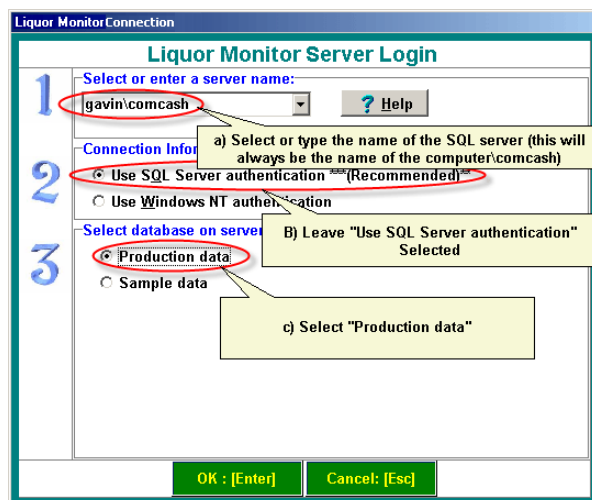 Liquor MonitorConnection
Liquor Monitor Server Login
1
Select or enter a server name:
gavin\comcash
? Help
a) Select or type the name of the SQL server (this will
always be the name of the computer\comcash)
2
Connection Infor
Use SQL Server authentication ***(Recommended)**
Use Windows NT authentication
B) Leave "Use SQL Server authentication"
Selected
3
Select database on server
Production data
Sample data
c) Select "Production data"
OK : [Enter]
Cancel: [Esc]